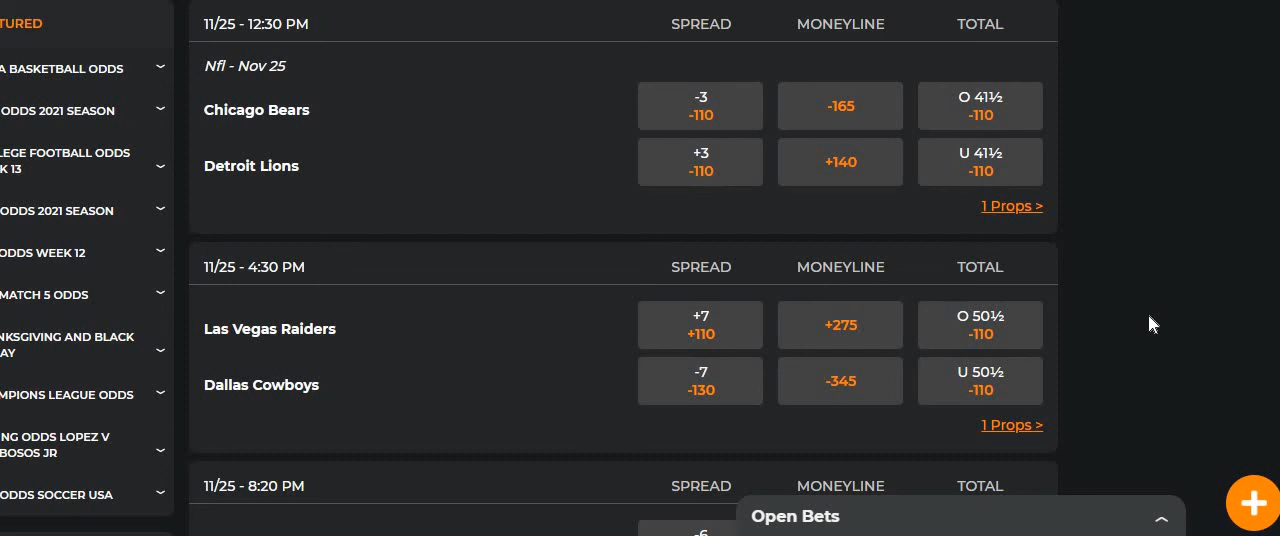 TURED
A BASKETBALL ODDS
ODDS 2021 SEASON
LEGE FOOTBALL ODDS
K 13
ODDS 2021 SEASON
ODDS WEEK 12
MATCH 5 ODDS
NKSGIVING AND BLACK
AY
MPIONS LEAGUE ODDS
NG ODDS LOPEZ V
BOSOS JR
ODDS SOCCER USA
11/25 - 12:30 PM SPREAD MONEYLINE TOTAL
Nfl - Nov 25
Chicago Bears -3 -110 -165 O 41½ -110
Detroit Lions +3 -110 +140 U 41½ -110
1 Props >
11/25 - 4:30 PM SPREAD MONEYLINE TOTAL
Las Vegas Raiders +7 +110 +275 O 50½ -110
Dallas Cowboys -7 -130 -345 U 50½ -110
1 Props >
11/25 - 8:20 PM SPREAD MONEYLINE TOTAL
-6
Open Bets